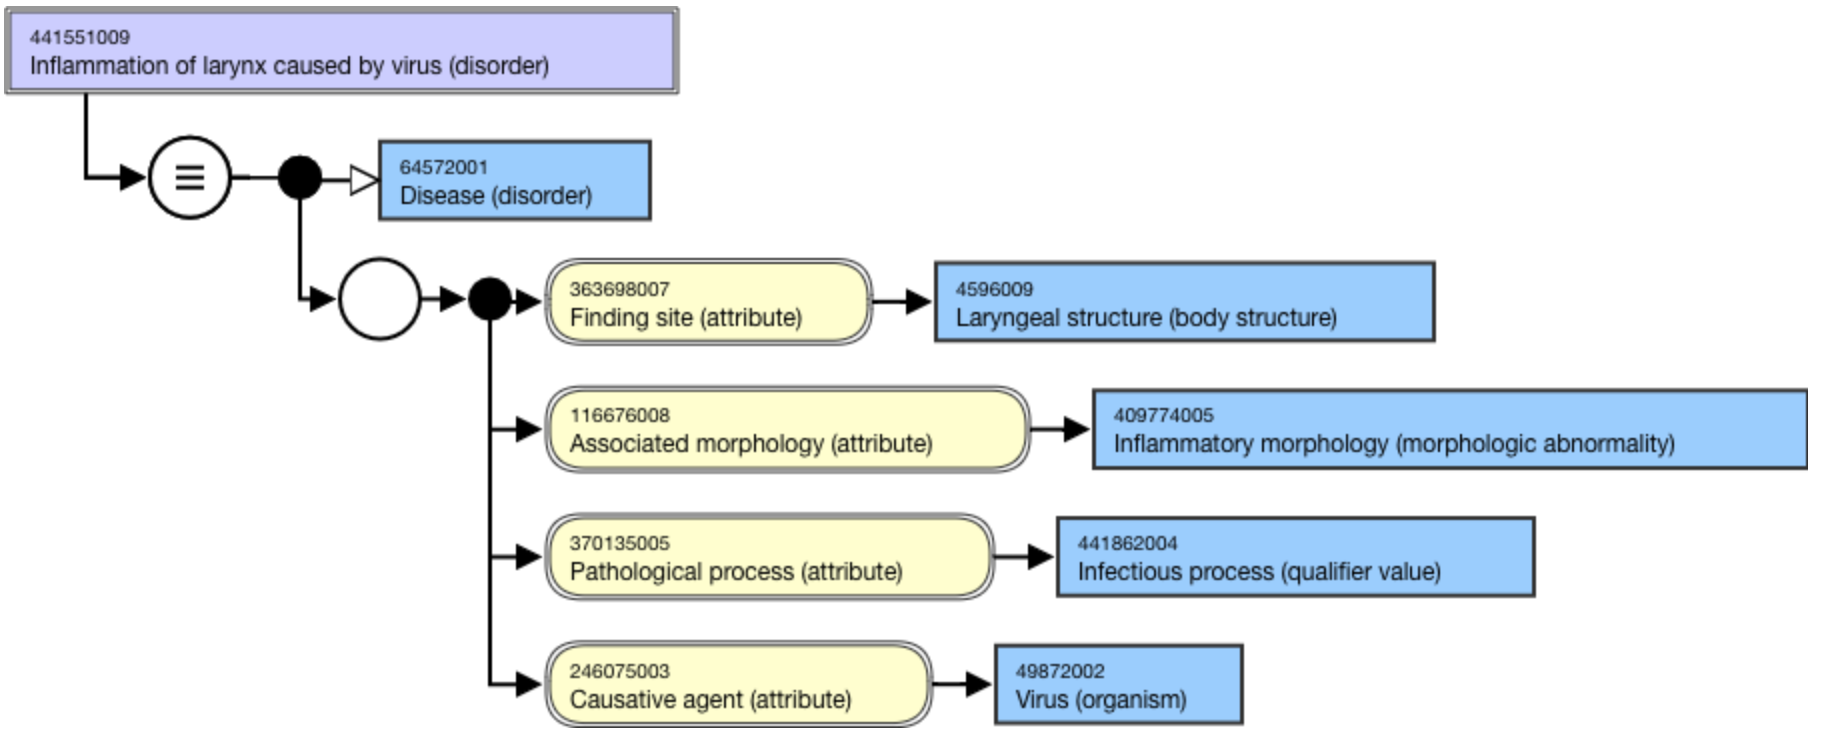 441551009
Inflammation of larynx caused by virus (disorder)
64572001
Disease (disorder)
363698007
Finding site (attribute)
4596009
Laryngeal structure (body structure)
116676008
Associated morphology (attribute)
409774005
Inflammatory morphology (morphologic abnormality)
370135005
Pathological process (attribute)
441862004
Infectious process (qualifier value)
246075003
Causative agent (attribute)
49872002
Virus (organism)